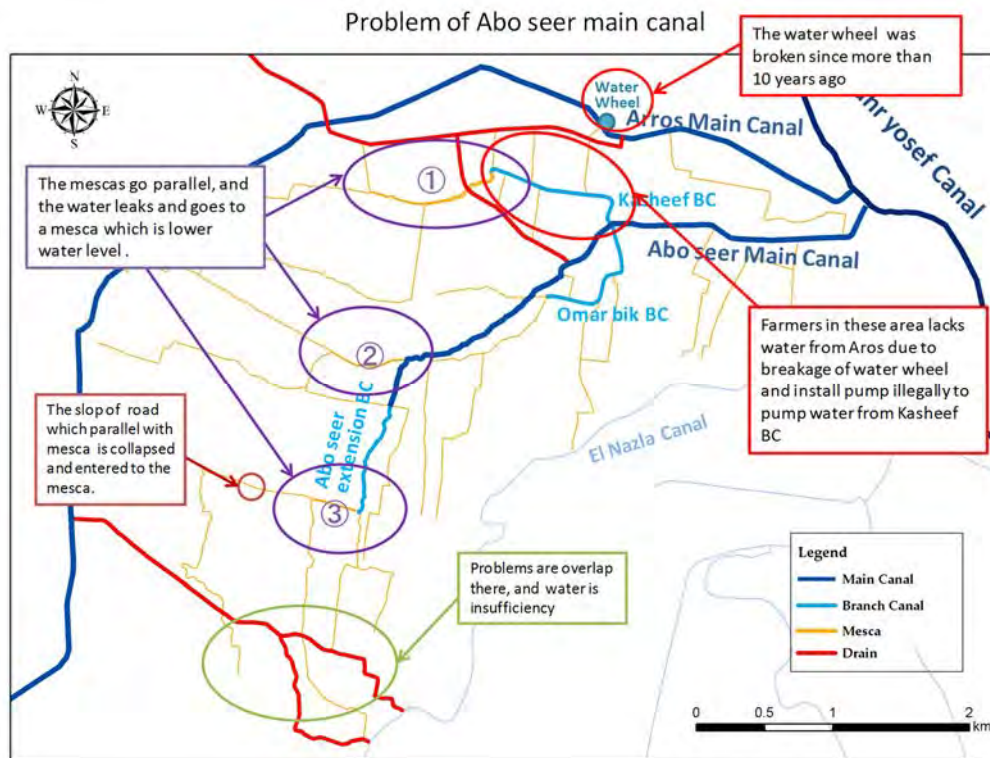 Problem of Abo seer main canal
The water wheel was
broken since more than
10 years ago
N
W E
S
Water
Wheel
Arros Main Canal
yosef Canal
The mescas go parallel, and
the water leaks and goes to
a mesca which is lower
water level .
①
Kasheef BC
Abo seer Main Canal
Omar bik BC
②
Farmers in these area lacks
water from Aros due to
breakage of water wheel
and install pump illegally to
pump water from Kasheef
BC
The slop of road
which parallel with
mesca is collapsed
and entered to the
mesca.
Abo seer
extension BC
El Nazla Canal
③
Problems are overlap
there, and water is
insufficiency
Legend
Main Canal
Branch Canal
Mesca
Drain
0 0.5 1 2
km